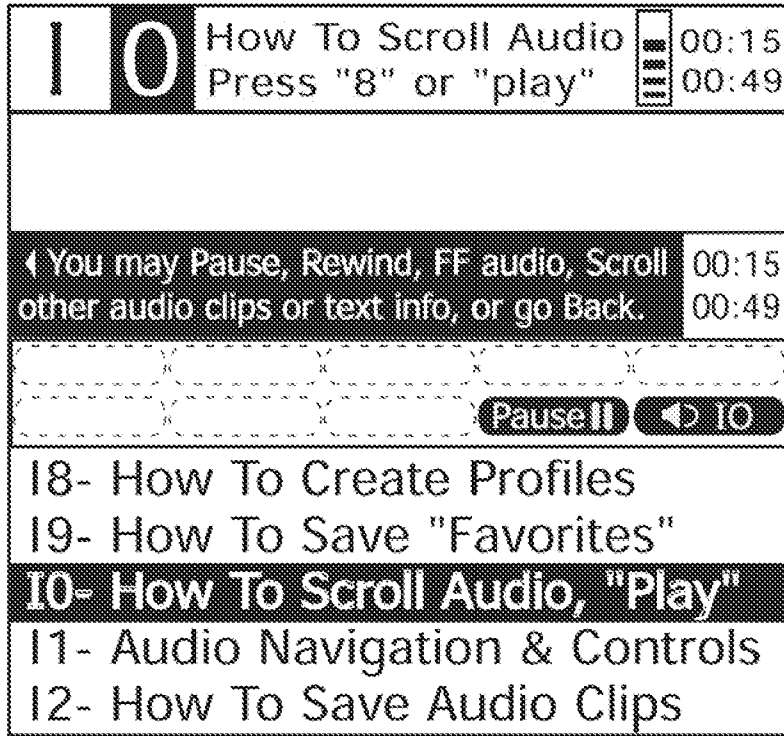 I 0 How To Scroll Audio 00:15
Press "8" or "play" 00:49
You may Pause, Rewind, FF audio, Scroll 00:15
other audio clips or text info, or go Back. 00:49
Pause IO
I8- How To Create Profiles
I9- How To Save "Favorites"
I0- How To Scroll Audio, "Play"
I1- Audio Navigation & Controls
I2- How To Save Audio Clips